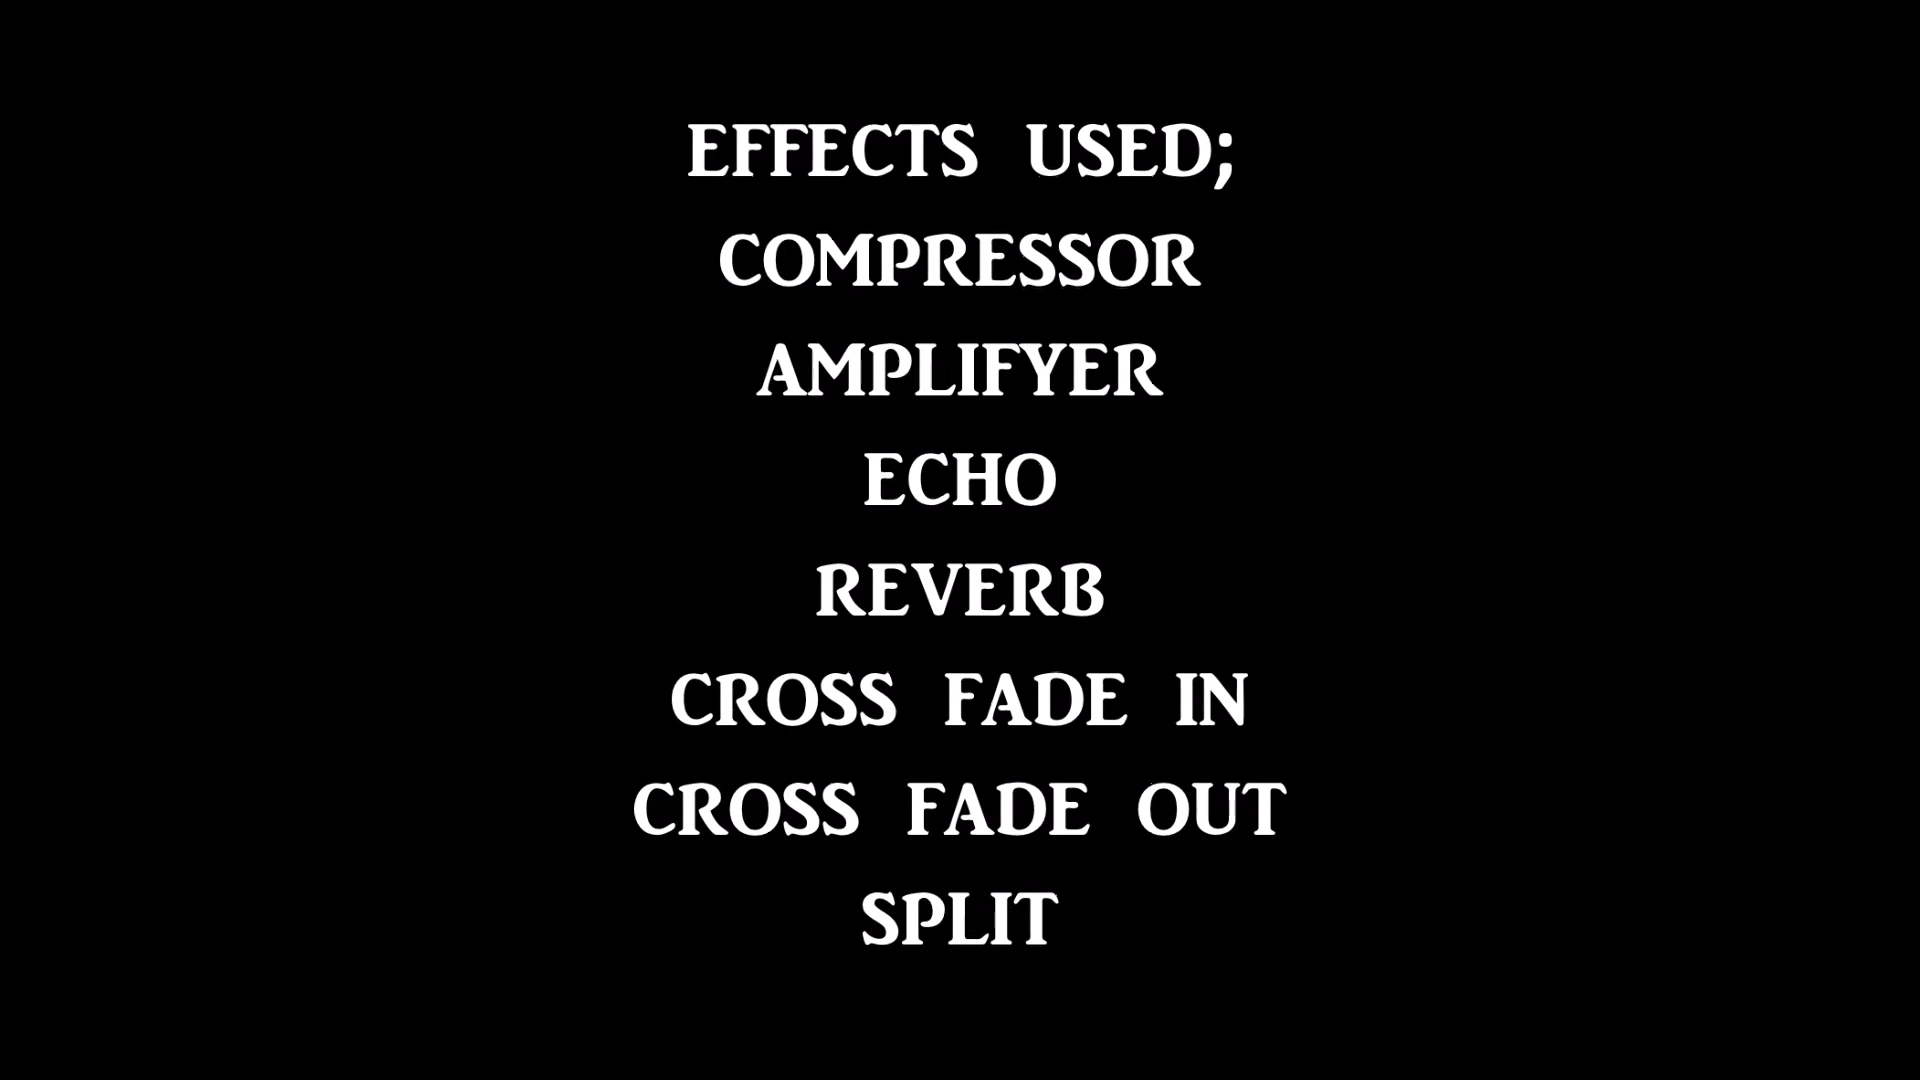 EFFECTS USED;
COMPRESSOR
AMPLIFYER
ECHO
REVERB
CROSS FADE IN
CROSS FADE OUT
SPLIT